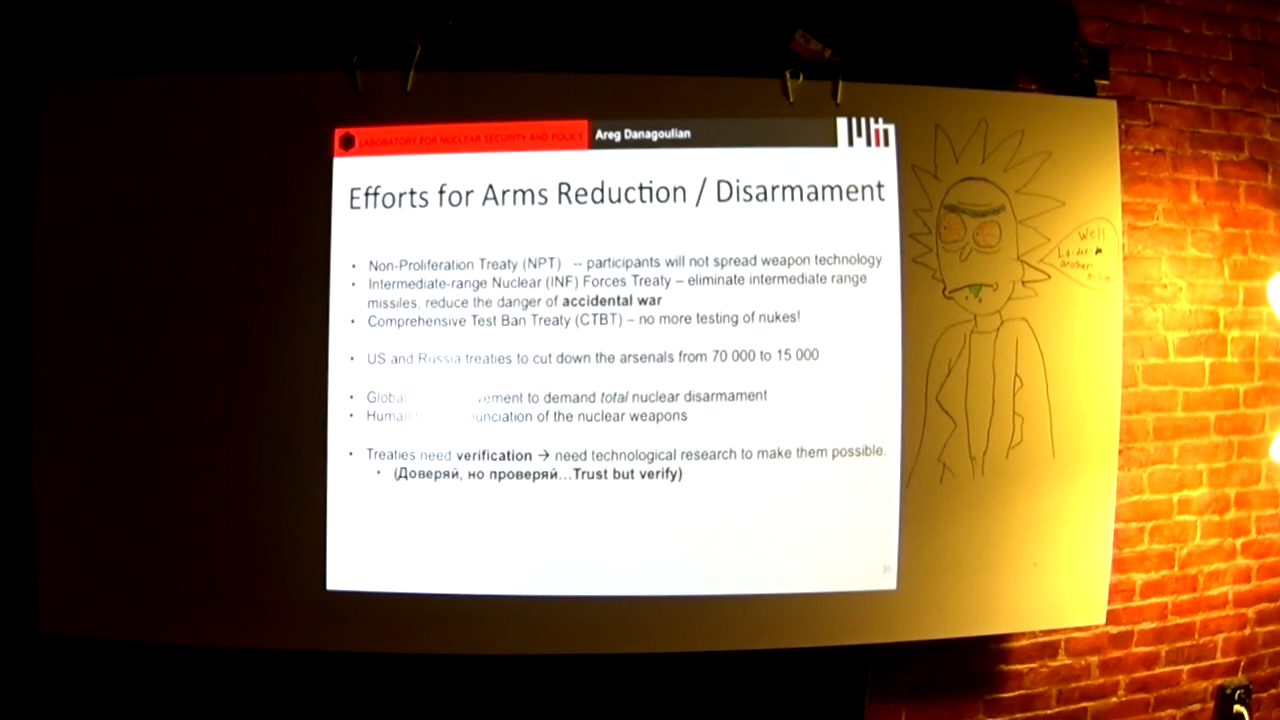 LABORATORY FOR NUCLEAR SECURITY AND POLICY
Areg Danagoulian
Efforts for Arms Reduction / Disarmament
• Non-Proliferation Treaty (NPT) -- participants will not spread weapon technology
• Intermediate-range Nuclear (INF) Forces Treaty – eliminate intermediate range
missiles, reduce the danger of accidental war
• Comprehensive Test Ban Treaty (CTBT) – no more testing of nukes!
• US and Russia treaties to cut down the arsenals from 70 000 to 15 000
• Global to demand total nuclear disarmament
• of the nuclear weapons
• Treaties need verification → need technological research to make them possible.
• (Доверяй, но проверяй…Trust but verify)
36
Well
another